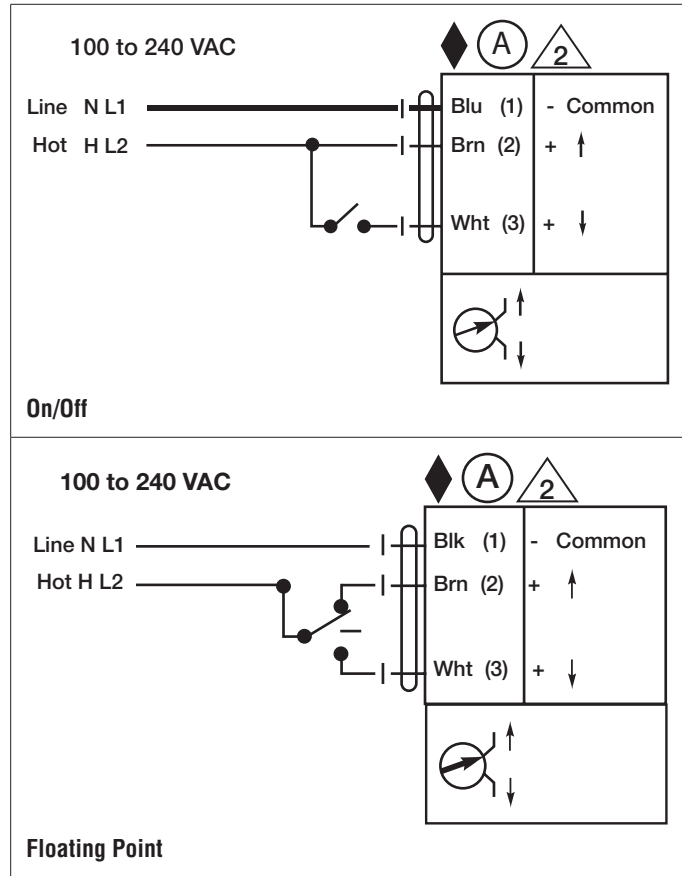 100 to 240 VAC
A
2
Line N L1
Blu (1) - Common
Hot H L2
Brn (2) + ↑
Wht (3) + ↓
On/Off
100 to 240 VAC
A
2
Line N L1
Blk (1) - Common
Hot H L2
Brn (2) + ↑
Wht (3) + ↓
Floating Point